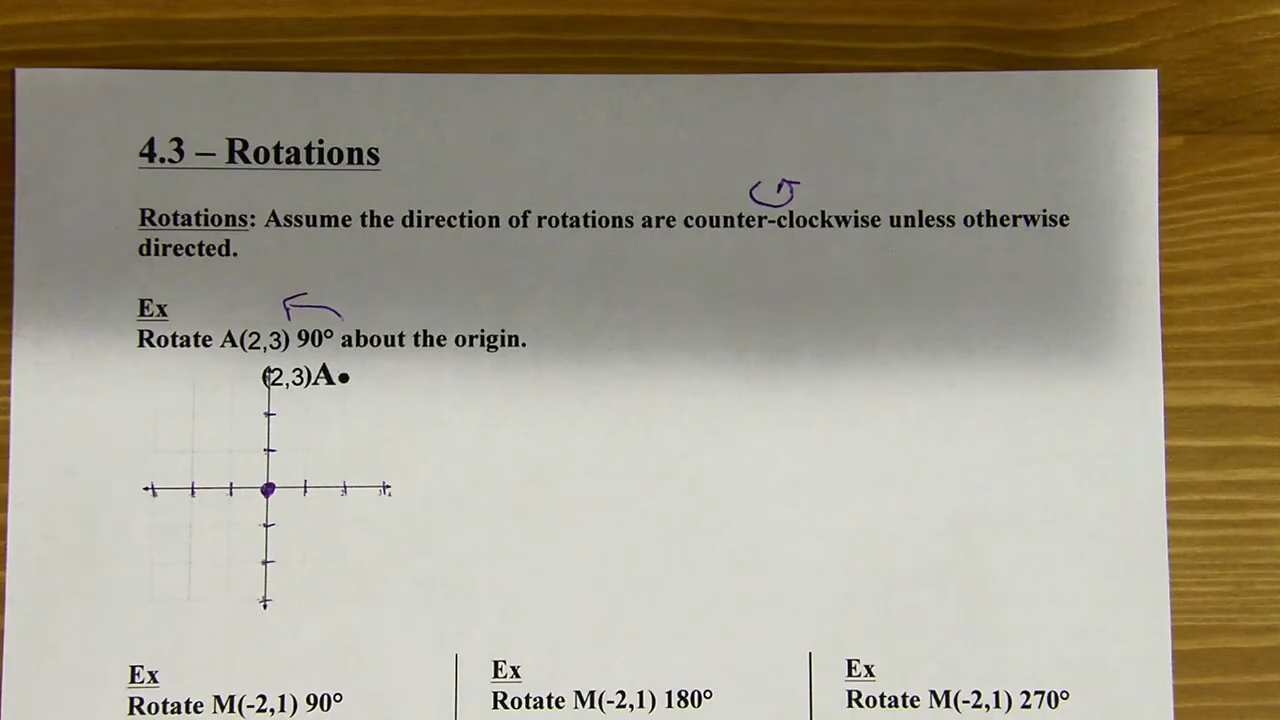 4.3 – Rotations
Rotations: Assume the direction of rotations are counter-clockwise unless otherwise
directed.
Ex
Rotate A(2,3) 90° about the origin.
(2,3)A
Ex
Rotate M(-2,1) 90°
Ex
Rotate M(-2,1) 180°
Ex
Rotate M(-2,1) 270°